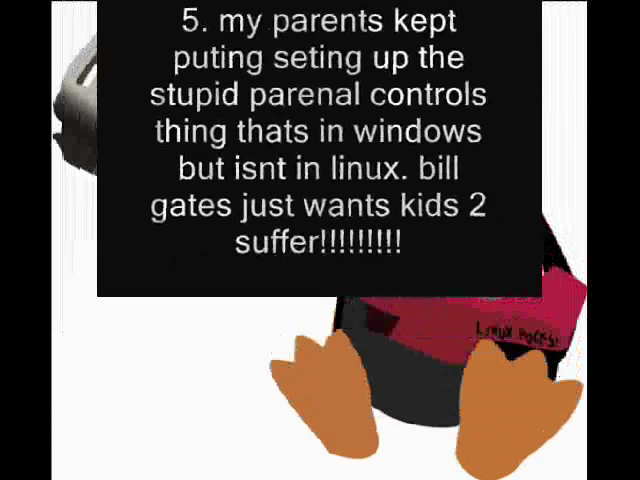 5. my parents kept
puting seting up the
stupid parenal controls
thing thats in windows
but isnt in linux. bill
gates just wants kids 2
suffer!!!!!!!!!
LINUX ROCKS!